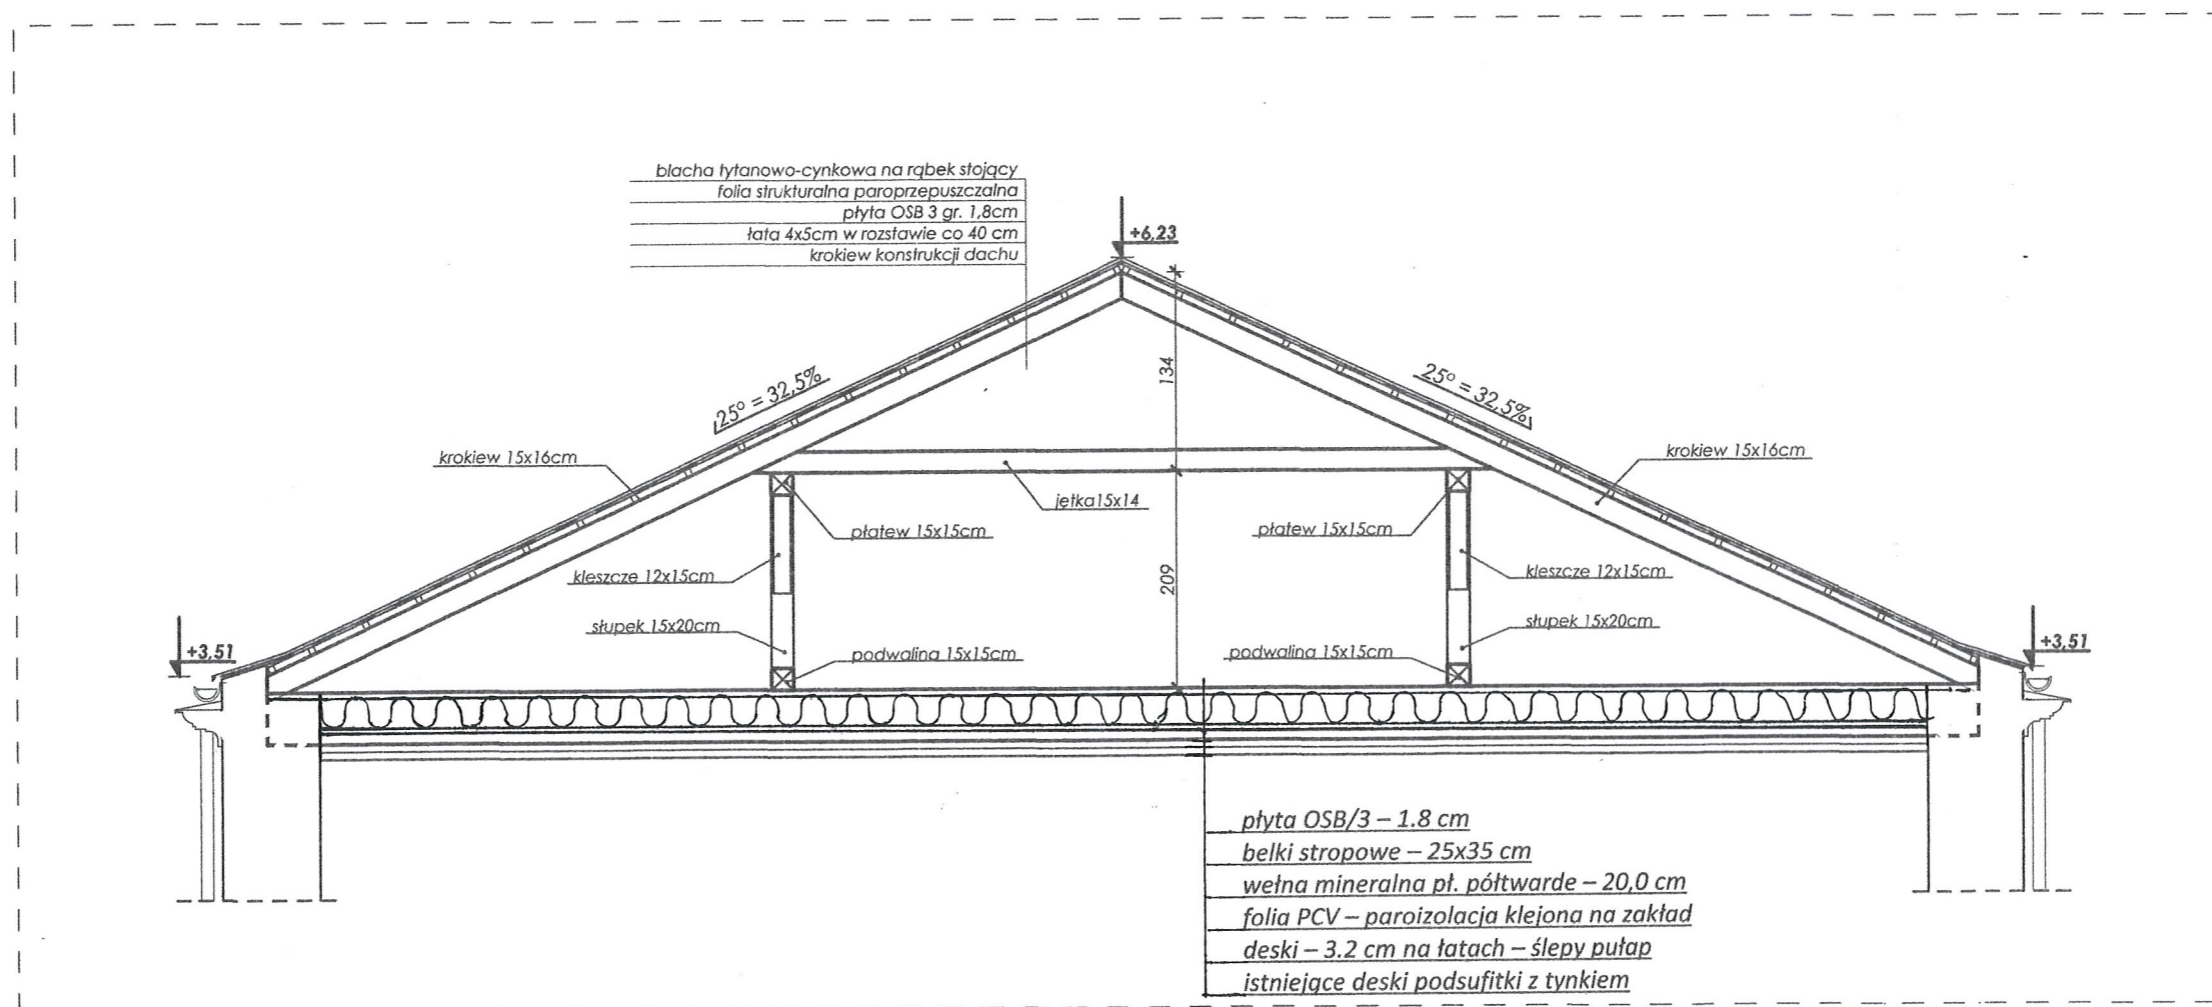 blacha tytanowo-cynkowa na rąbek stojący
folia strukturalna paroprzepuszczalna
płyta OSB 3 gr. 1,8cm
łata 4x5cm w rozstawie co 40 cm
krokiew konstrukcji dachu
+6,23
134
25° = 32,5%
25° = 32,5%
krokiew 15x16cm
krokiew 15x16cm
jętka15x14
płatew 15x15cm
płatew 15x15cm
kleszcze 12x15cm
209
kleszcze 12x15cm
słupek 15x20cm
słupek 15x20cm
+3,51
podwalina 15x15cm
podwalina 15x15cm
+3,51
płyta OSB/3 – 1.8 cm
belki stropowe – 25x35 cm
wełna mineralna pł. półtwarde – 20,0 cm
folia PCV – paroizolacja klejona na zakład
deski – 3.2 cm na łatach – ślepy pułap
istniejące deski podsufitki z tynkiem